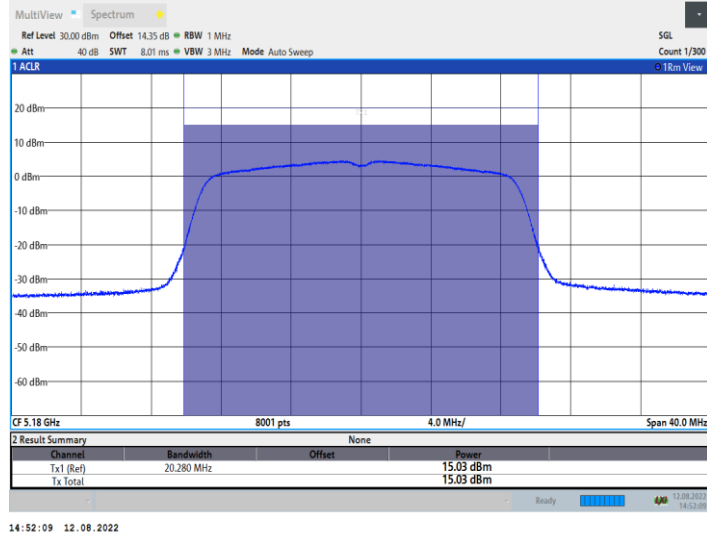 MultiView Spectrum
Ref Level 30.00 dBm Offset 14.35 dB RBW 1 MHz SGL
Att 40 dB SWT 8.01 ms VBW 3 MHz Mode Auto Sweep Count 1/300
1 ACLR 1Rm View
20 dBm
10 dBm
0 dBm
-10 dBm
-20 dBm
-30 dBm
-40 dBm
-50 dBm
-60 dBm
CF 5.18 GHz 8001 pts 4.0 MHz/ Span 40.0 MHz
2 Result Summary None
Channel Bandwidth Offset Power
Tx1 (Ref) 20.280 MHz 15.03 dBm
Tx Total 15.03 dBm
Ready 12.08.2022
14:52:09
14:52:09 12.08.2022